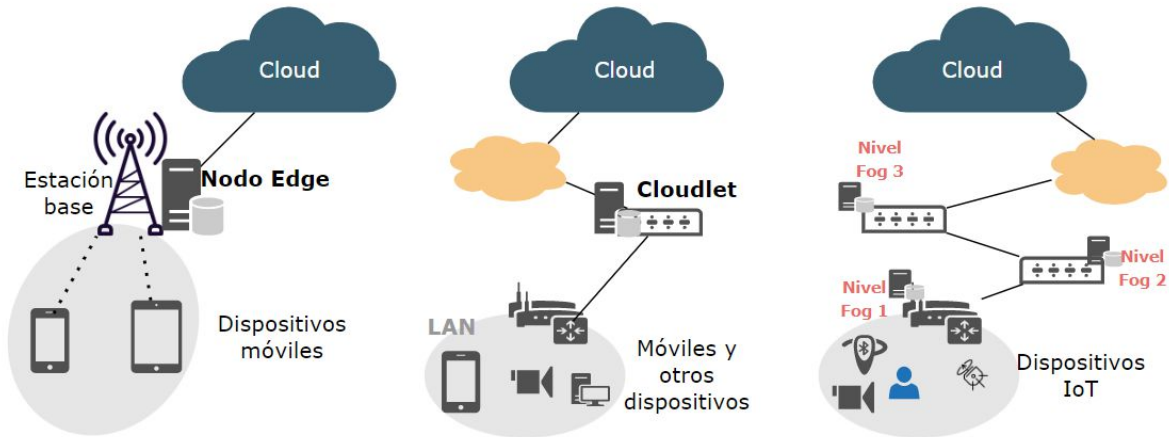 Cloud
Estación
base
Nodo Edge
Dispositivos
móviles
Cloud
Cloudlet
LAN
Móviles y
otros
dispositivos
Cloud
Nivel
Fog 3
Nivel
Fog 2
Nivel
Fog 1
Dispositivos
IoT